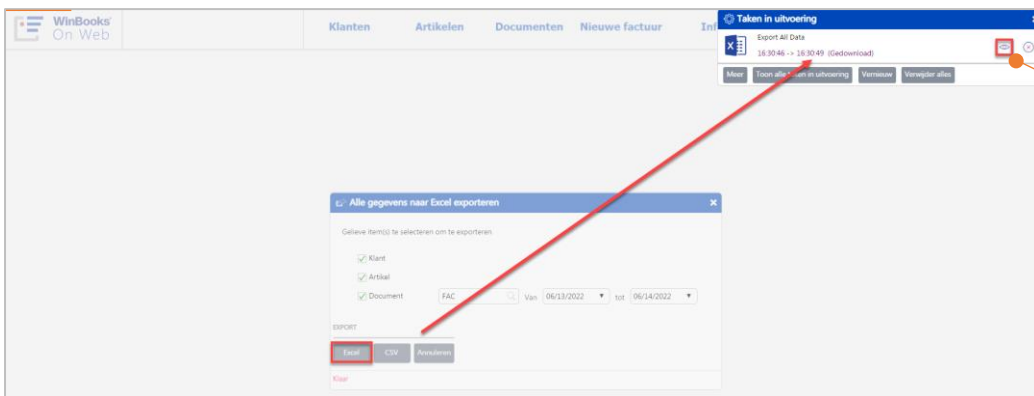 WinBooks
On Web
Klanten Artikelen Documenten Nieuwe factuur Inf
Taken in uitvoering
Export All Data
16:30:46 -> 16:30:49 (Gedownload)
Meer Toon alle taken in uitvoering Vernieuw Verwijder alles
Alle gegevens naar Excel exporteren
Gelieve item(s) te selecteren om te exporteren
Klant
Artikel
Document FAC Van 06/13/2022 tot 06/14/2022
EXPORT
Excel CSV Annuleren
Klaar